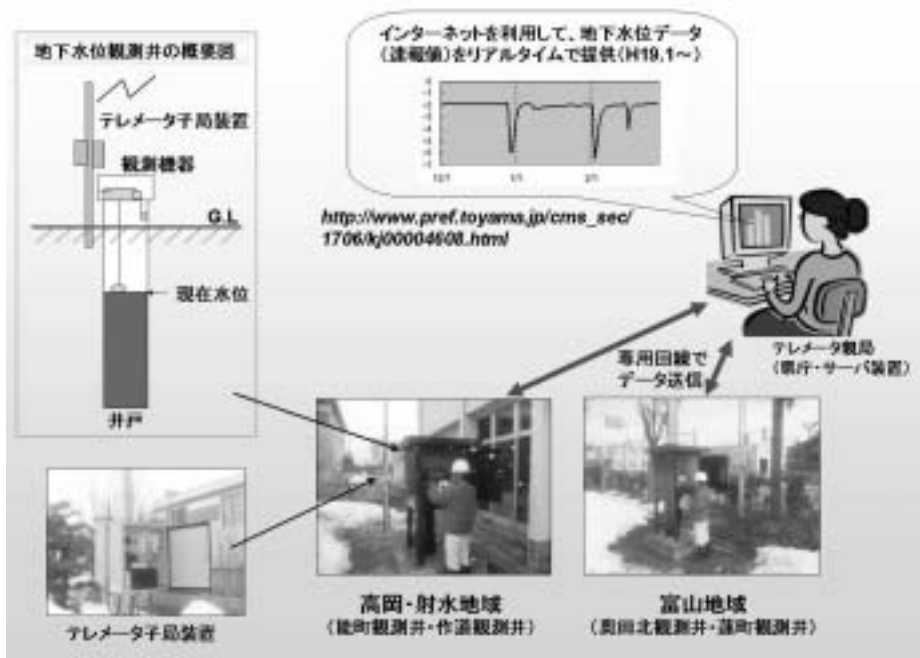 地下水位観測井の概要図
テレメータ子局装置
観測機器
G.L
現在水位
井戸
インターネットを利用して、地下水位データ
(速報値)をリアルタイムで提供(H19.1～)
12/1 1/1 2/1
http://www.pref.toyama.jp/cms_sec/
1706/kj00004608.html
テレメータ親局
(県庁・サーバ装置)
専用回線で
データ送信
テレメータ子局装置
高岡・射水地域
(能町観測井・作道観測井)
富山地域
(奥田北観測井・蓮町観測井)